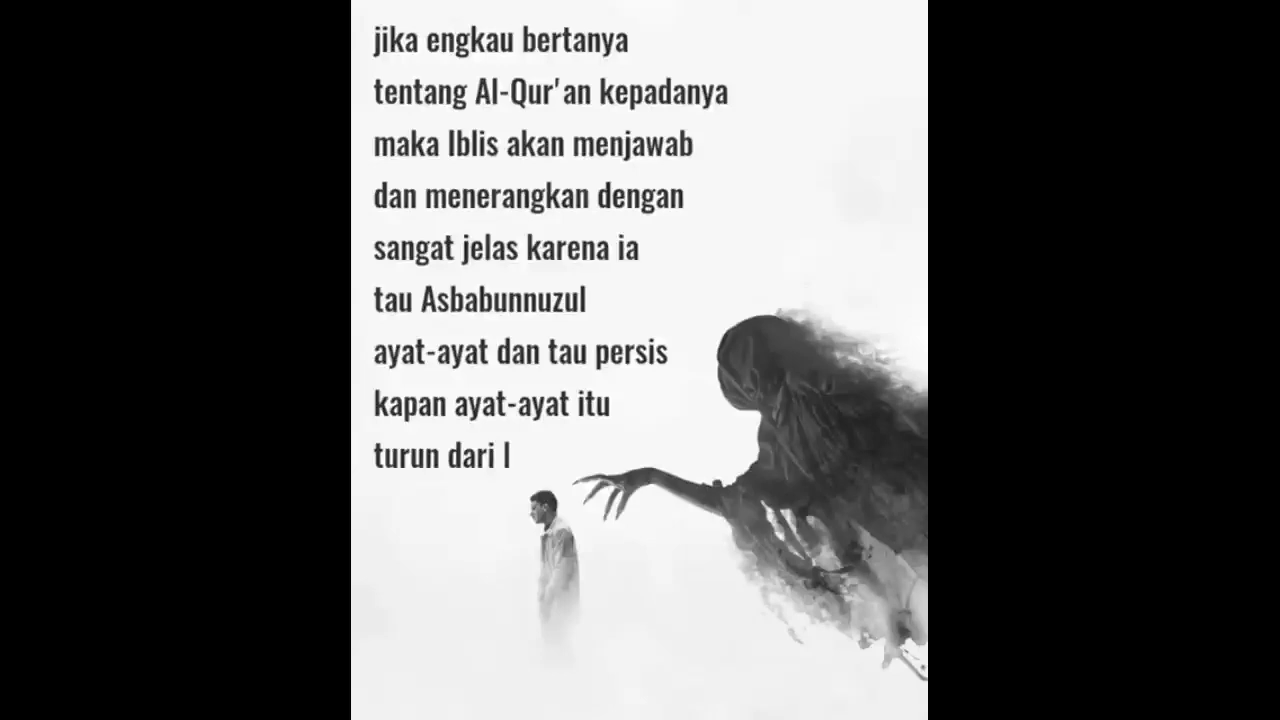 jika engkau bertanya
tentang Al-Qur'an kepadanya
maka Iblis akan menjawab
dan menerangkan dengan
sangat jelas karena ia
tau Asbabunnuzul
ayat-ayat dan tau persis
kapan ayat-ayat itu
turun dari l